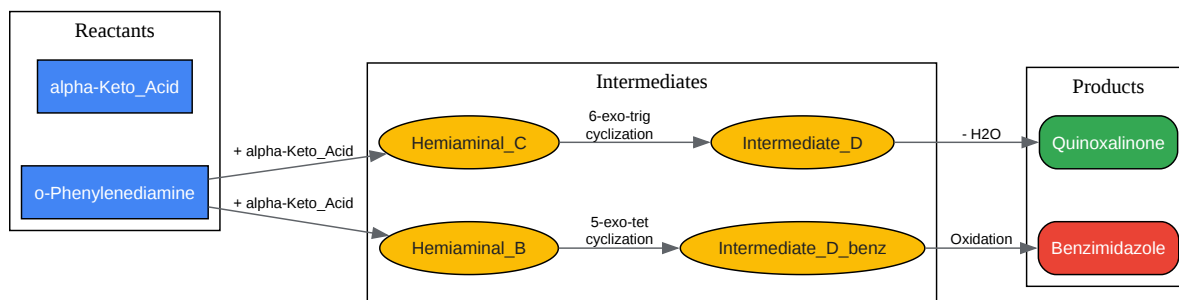 Reactants
alpha-Keto_Acid
o-Phenylenediamine
+ alpha-Keto_Acid
+ alpha-Keto_Acid
Intermediates
Hemiaminal_C
6-exo-trig
cyclization
Intermediate_D
Hemiaminal_B
5-exo-tet
cyclization
Intermediate_D_benz
- H2O
Oxidation
Products
Quinoxalinone
Benzimidazole